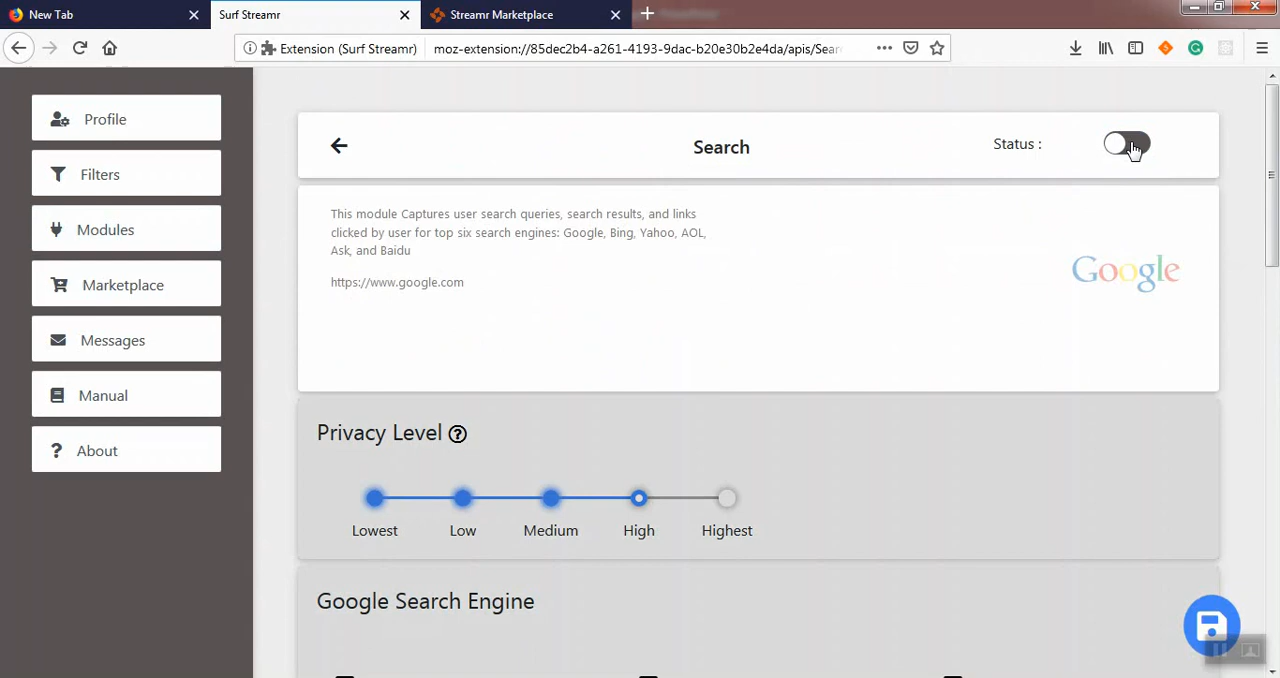 New Tab
Surf Streamr
Streamr Marketplace
Extension (Surf Streamr)
moz-extension://85dec2b4-a261-4193-9dac-b20e30b2e4da/apis/Sear
Profile
Filters
Modules
Marketplace
Messages
Manual
About
Search
Status :
This module Captures user search queries, search results, and links
clicked by user for top six search engines: Google, Bing, Yahoo, AOL,
Ask, and Baidu
https://www.google.com
Google
Privacy Level ?
Lowest
Low
Medium
High
Highest
Google Search Engine